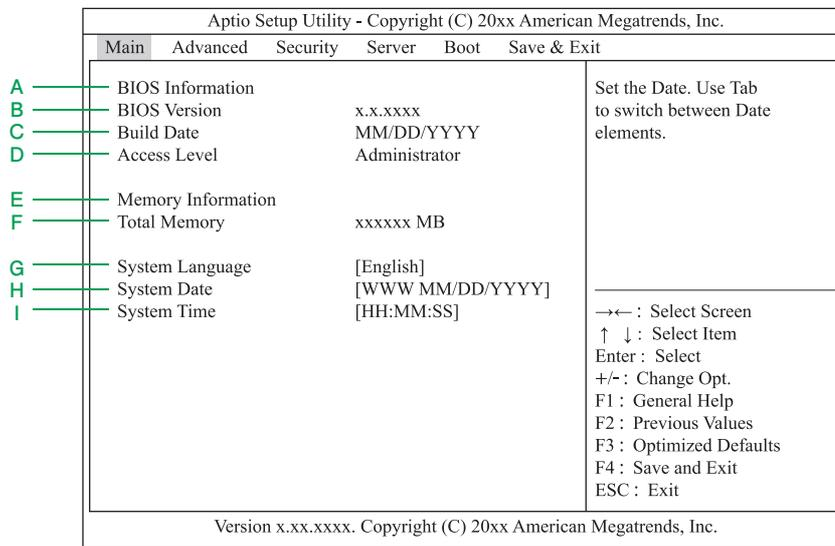 Aptio Setup Utility - Copyright (C) 20xx American Megatrends, Inc.
Main Advanced Security Server Boot Save & Exit
A BIOS Information
B BIOS Version x.x.xxxx
C Build Date MM/DD/YYYY
D Access Level Administrator
E Memory Information
F Total Memory xxxxxx MB
G System Language [English]
H System Date [WWW MM/DD/YYYY]
I System Time [HH:MM:SS]
Set the Date. Use Tab
to switch between Date
elements.
→←: Select Screen
↑ ↓: Select Item
Enter : Select
+/-: Change Opt.
F1: General Help
F2: Previous Values
F3: Optimized Defaults
F4: Save and Exit
ESC: Exit
Version x.xx.xxxx. Copyright (C) 20xx American Megatrends, Inc.